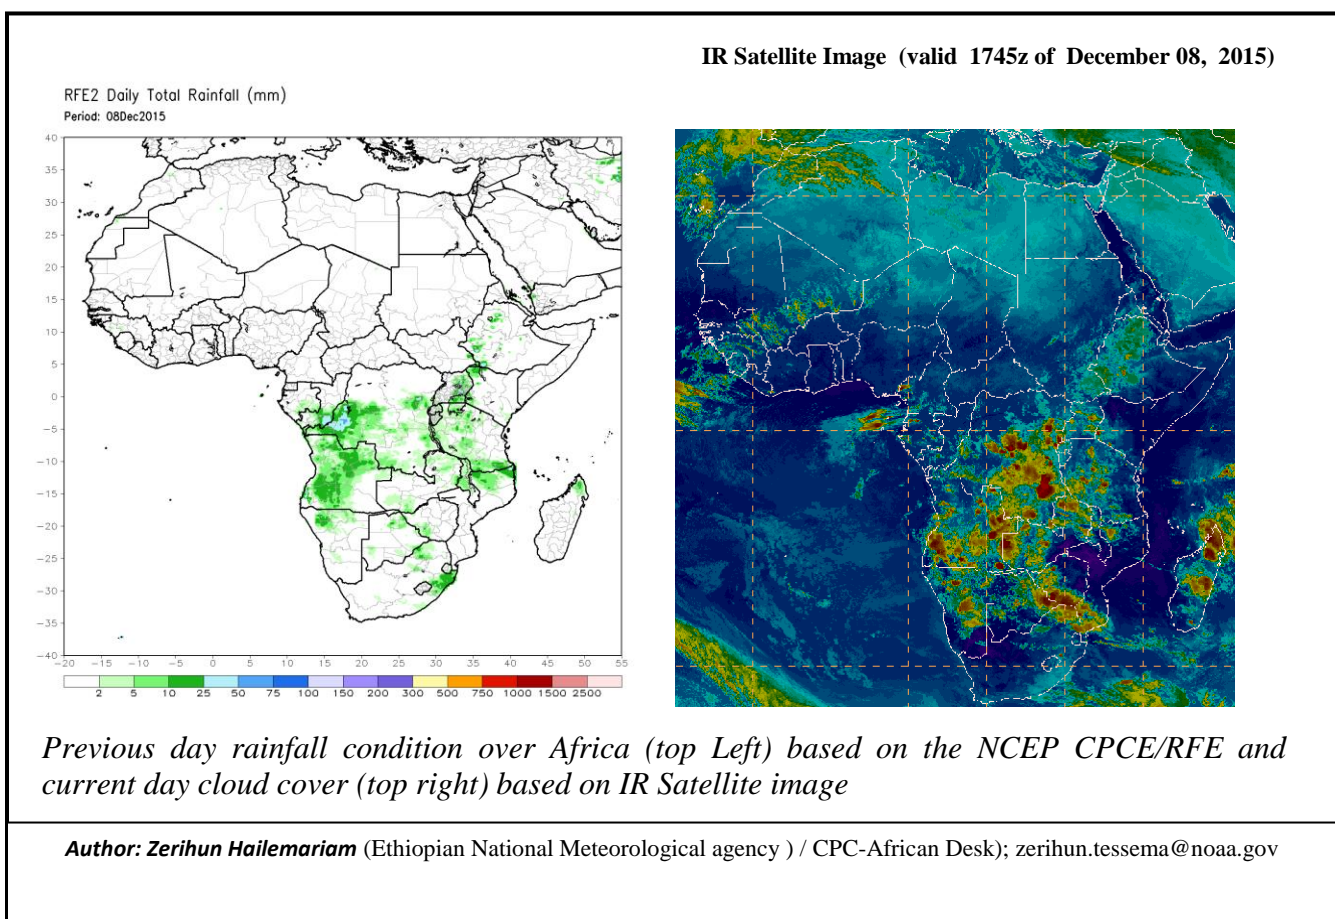 IR Satellite Image (valid 1745z of December 08, 2015)
RFE2 Daily Total Rainfall (mm)
Period: 08Dec2015
40
35
30
25
20
15
10
5
0
−5
−10
−15
−20
−25
−30
−35
−40
−20 −15 −10 −5 0 5 10 15 20 25 30 35 40 45 50 55
2 5 10 25 50 75 100 150 200 300 500 750 1000 1500 2500
Previous day rainfall condition over Africa (top Left) based on the NCEP CPCE/RFE and
current day cloud cover (top right) based on IR Satellite image
Author: Zerihun Hailemariam (Ethiopian National Meteorological agency ) / CPC-African Desk); zerihun.tessema@noaa.gov